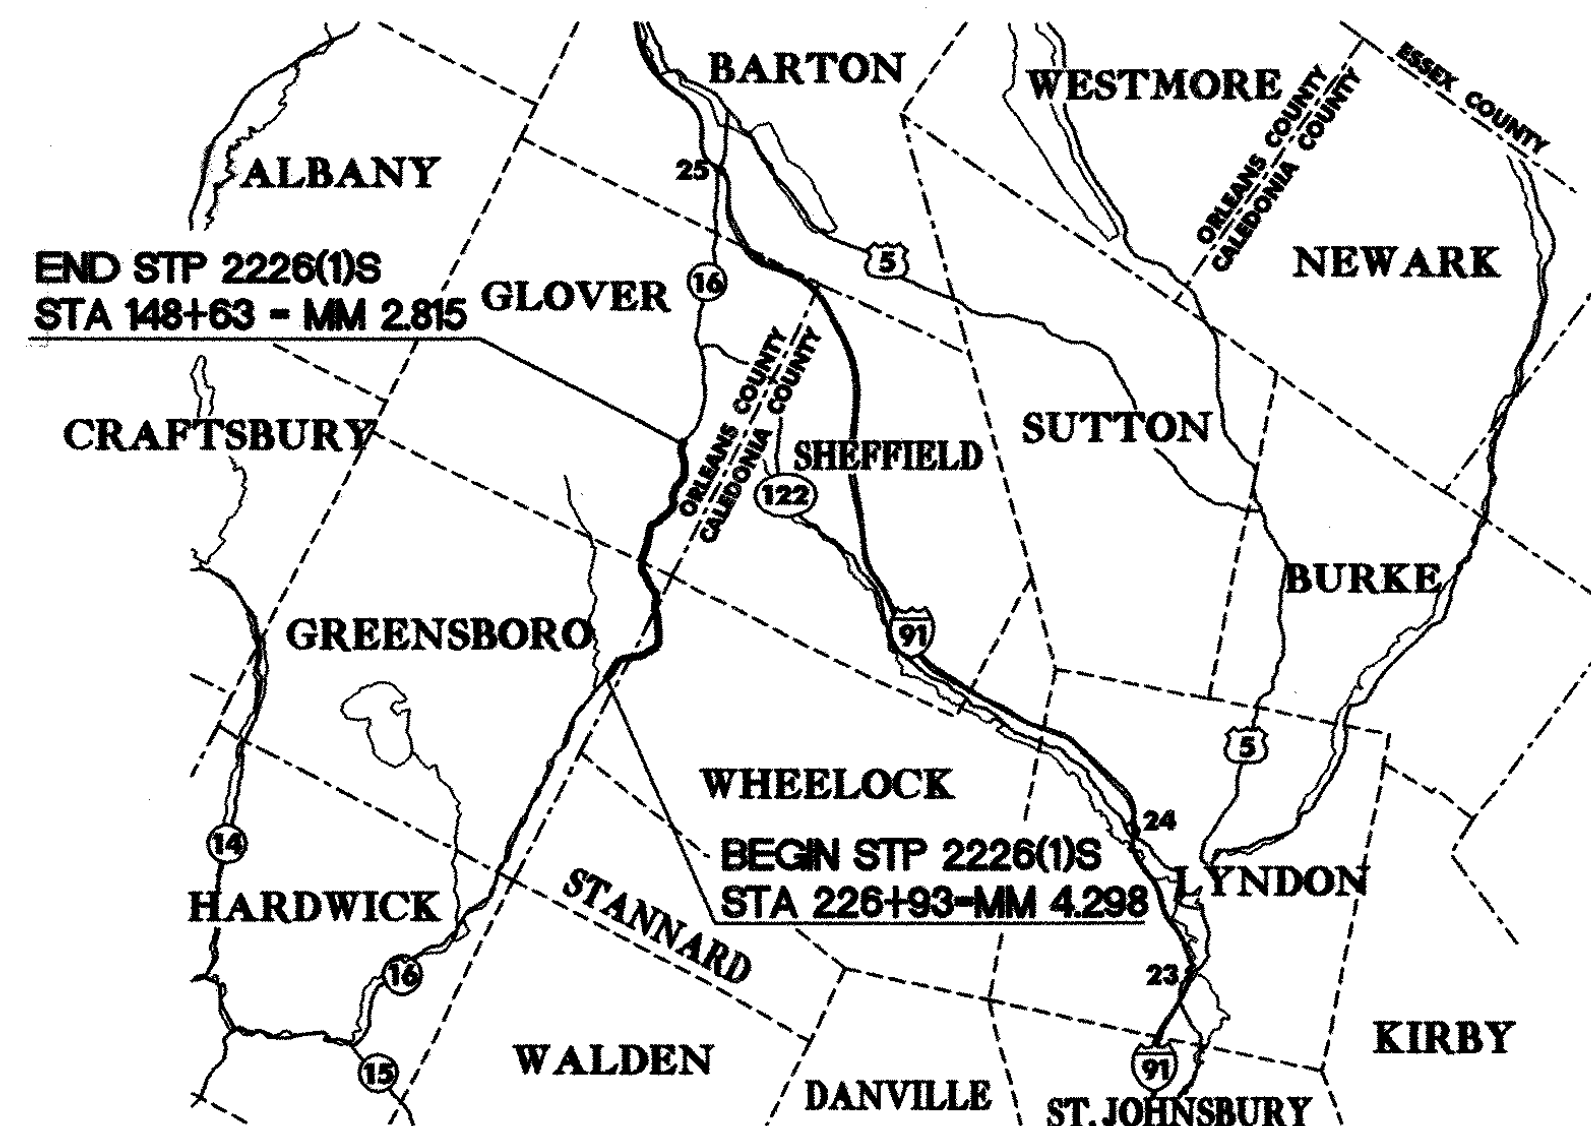 BARTON
WESTMORE
ESSEX COUNTY
ORLEANS COUNTY
CALEDONIA COUNTY
ALBANY
25
NEWARK
END STP 2226(1)S
STA 148+63 - MM 2.815
GLOVER
16
5
ORLEANS COUNTY
CALEDONIA COUNTY
CRAFTSBURY
SHEFFIELD
SUTTON
122
BURKE
GREENSBORO
91
5
WHEELOCK
24
14
BEGIN STP 2226(1)S
STA 226+93-MM 4.298
LYNDON
HARDWICK
STANNARD
16
23
KIRBY
WALDEN
15
91
DANVILLE
ST. JOHNSBURY